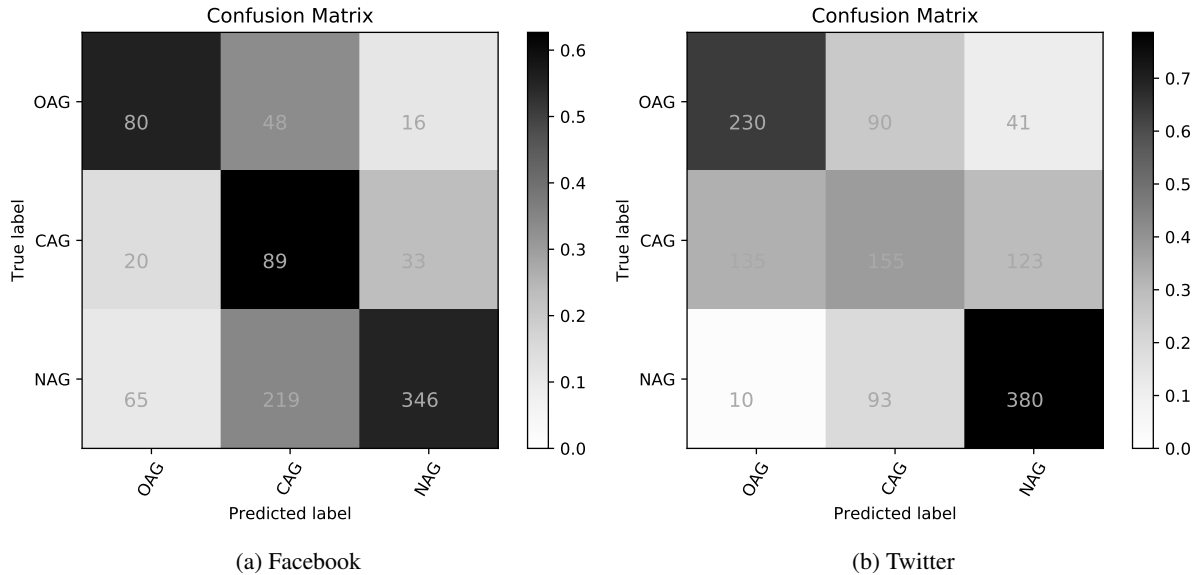 Confusion Matrix
OAG 80 48 16
CAG 20 89 33
NAG 65 219 346
True label
OAG CAG NAG
Predicted label
0.6
0.5
0.4
0.3
0.2
0.1
0.0
(a) Facebook
Confusion Matrix
OAG 230 90 41
CAG 135 155 123
NAG 10 93 380
True label
OAG CAG NAG
Predicted label
0.7
0.6
0.5
0.4
0.3
0.2
0.1
0.0
(b) Twitter